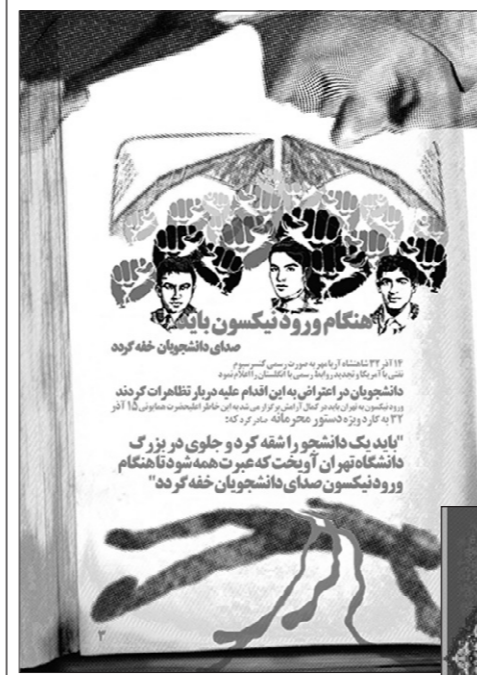 هنگام ورود نیکسون باید
صدای دانشجویان خفه گردد
۱۴ آذر ۳۲ شاهنشاه آریامهر به صورت رسمی کنسرسیوم
نفتی با آمریکا و تجدید روابط رسمی با انگلستان را اعلام نمود
دانشجویان در اعتراض به این اقدام علیه دربار تظاهرات کردند
ورود نیکسون به تهران باید در کمال آرامش برگزار می شد به این خاطر اعلیحضرت همایونی ۱۵ آذر
۳۲ به گارد ویژه دستور محرمانه صادر کرد که:
"باید یک دانشجو را شقه کرد و جلوی در بزرگ
دانشگاه تهران آویخت که عبرت همه شود تا هنگام
ورود نیکسون صدای دانشجویان خفه گردد"
۳